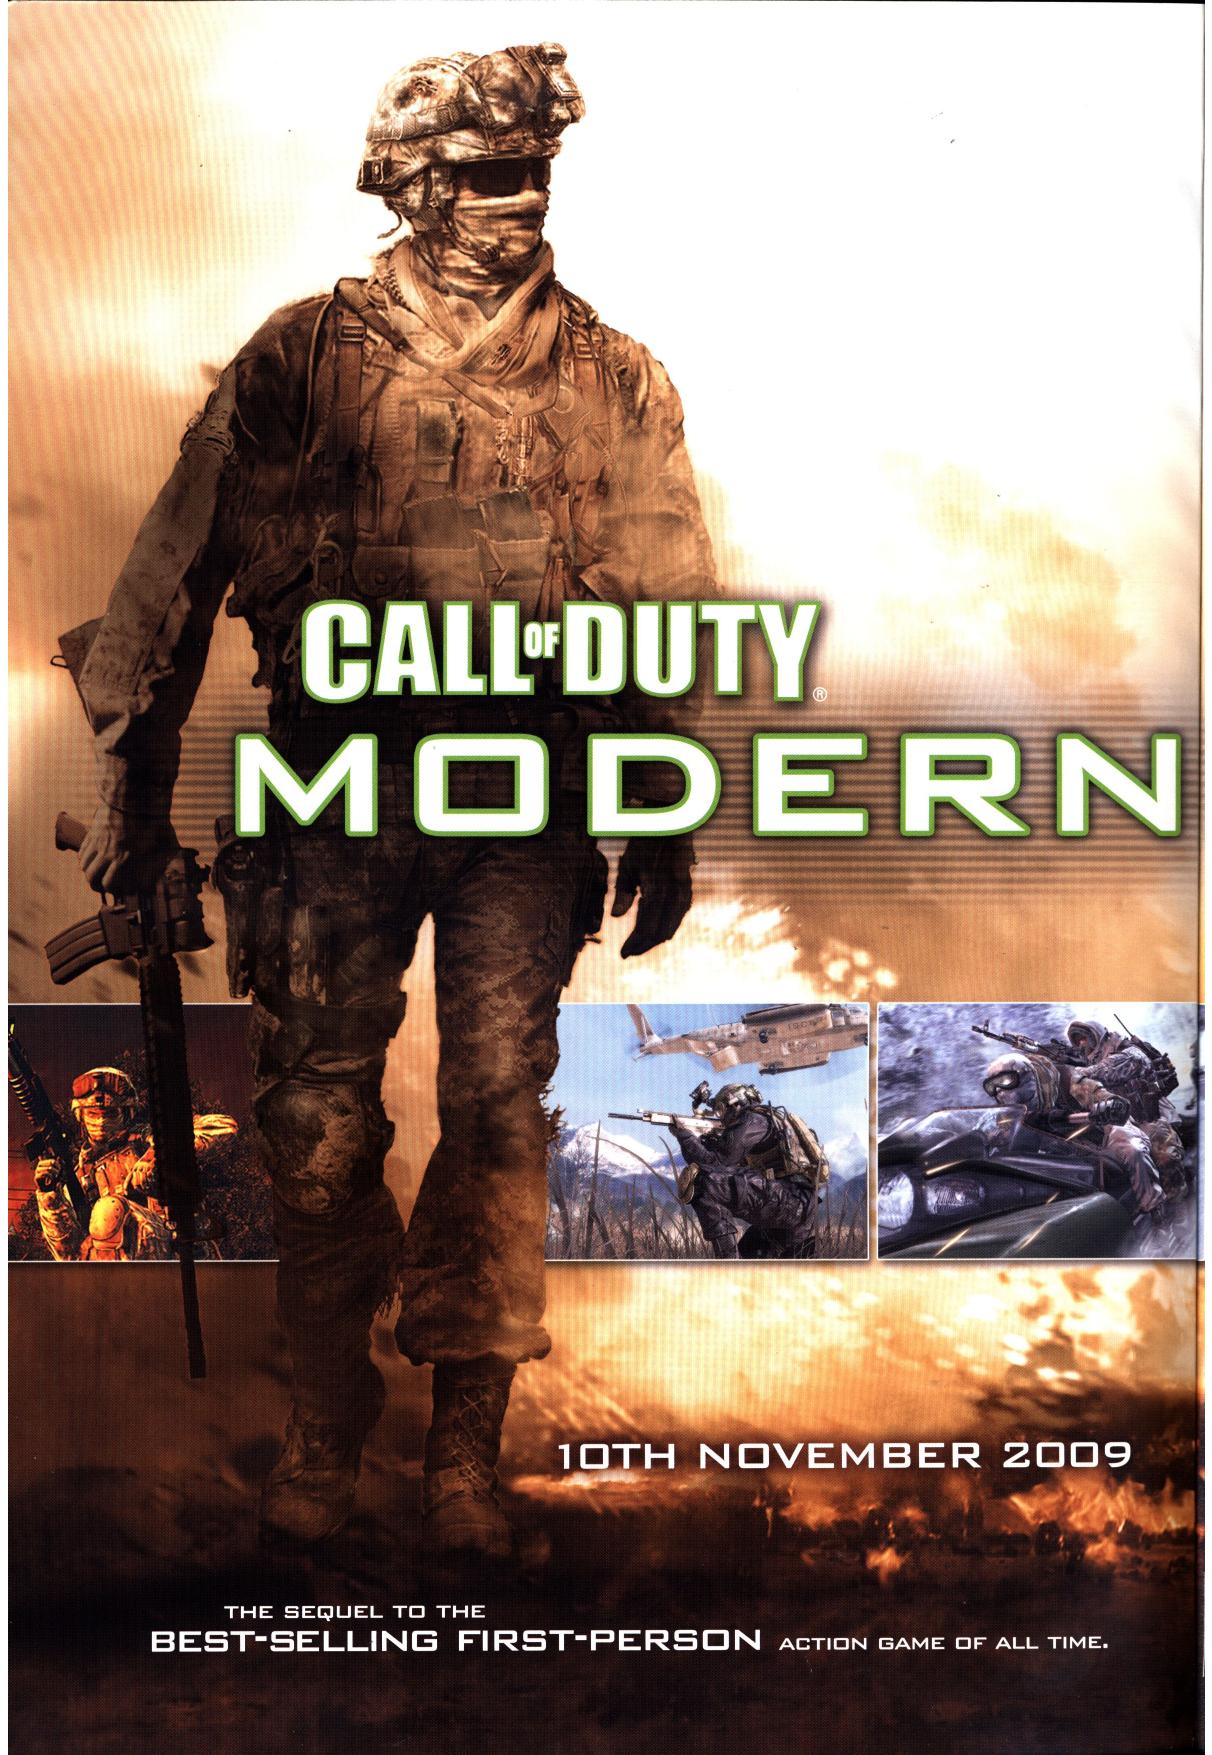 CALL OF DUTY®
MODERN
10TH NOVEMBER 2009
THE SEQUEL TO THE
BEST-SELLING FIRST-PERSON ACTION GAME OF ALL TIME.